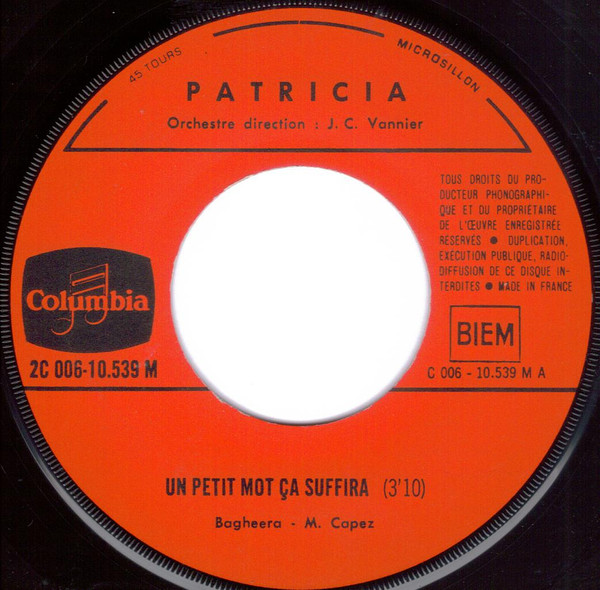 45 TOURS
MICROSILLON
PATRICIA
Orchestre direction : J. C. Vannier
TOUS DROITS DU PRO-
DUCTEUR PHONOGRAPHI-
QUE ET DU PROPRIÉTAIRE
DE L'ŒUVRE ENREGISTRÉE
RÉSERVÉS ● DUPLICATION,
EXÉCUTION PUBLIQUE, RADIO-
DIFFUSION DE CE DISQUE IN-
TERDITES ● MADE IN FRANCE
Columbia
2C 006-10.539 M
BIEM
C 006 - 10.539 M A
UN PETIT MOT ÇA SUFFIRA (3'10)
Bagheera - M. Capez